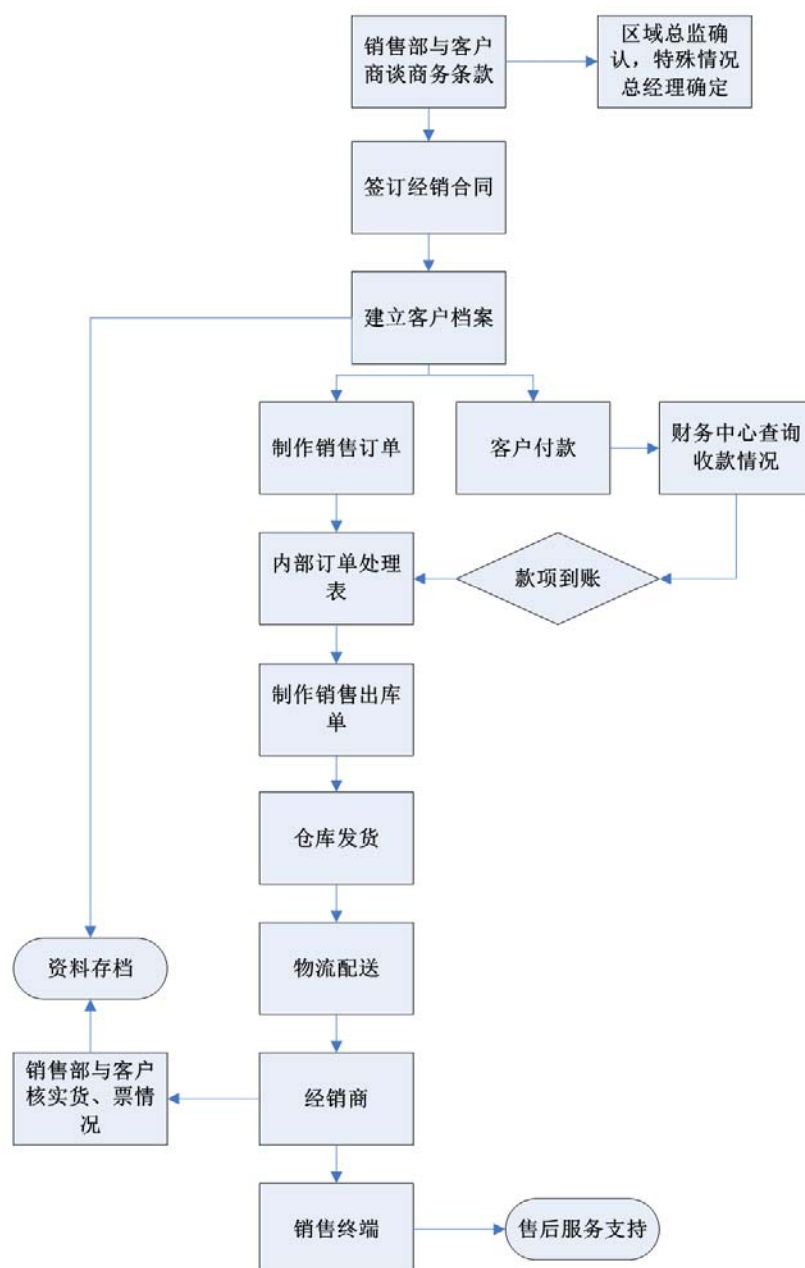 销售部与客户
商谈商务条款
区域总监确
认，特殊情况
总经理确定
签订经销合同
建立客户档案
制作销售订单
客户付款
财务中心查询
收款情况
内部订单处理
表
款项到账
制作销售出库
单
仓库发货
物流配送
资料存档
销售部与客户
核实货、票情
况
经销商
销售终端
售后服务支持